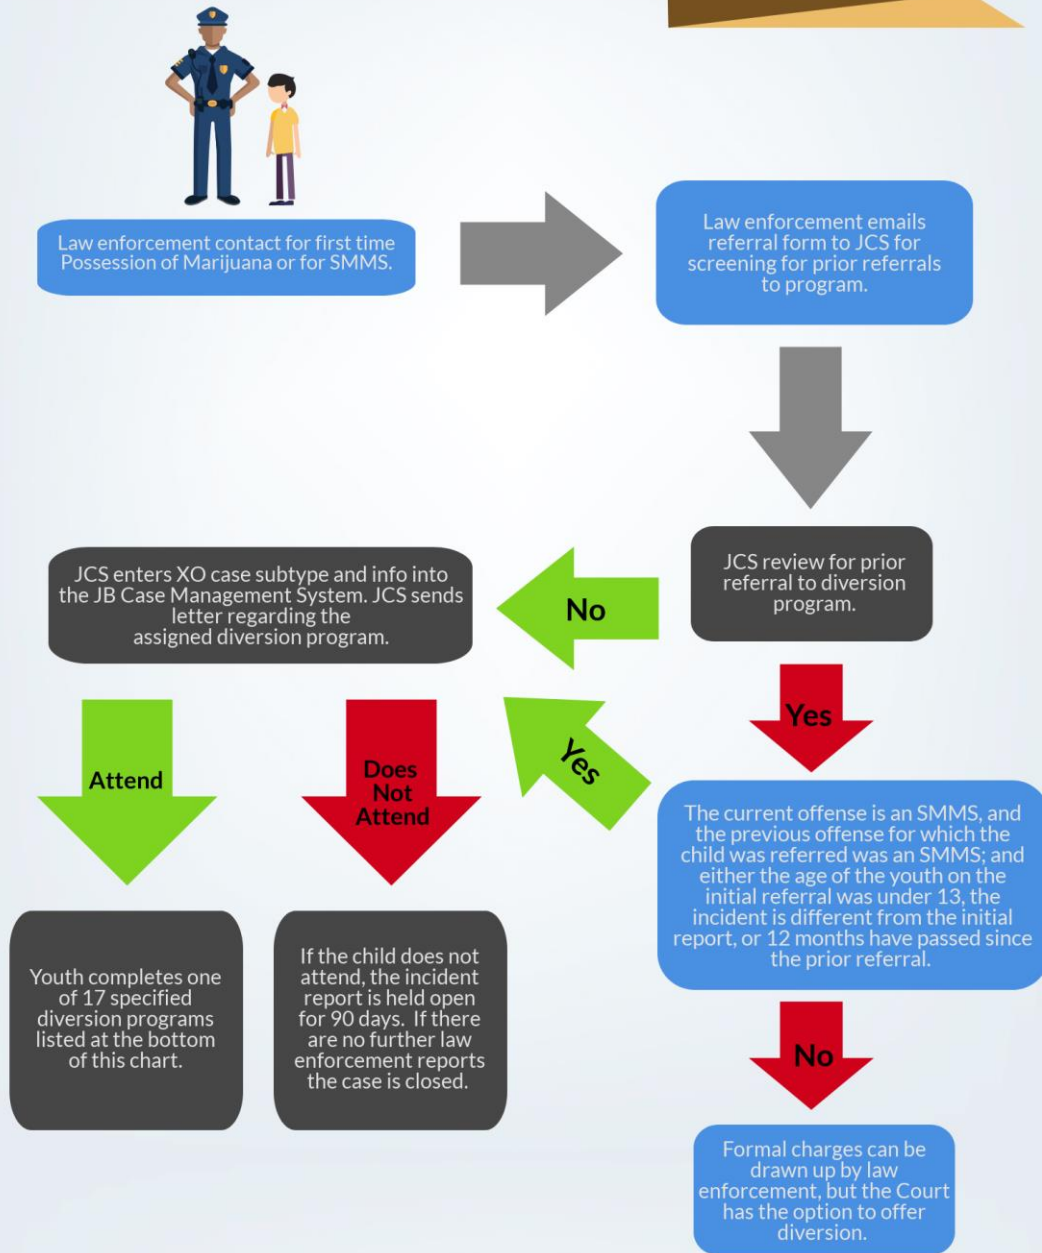 Law enforcement contact for first time
Possession of Marijuana or for SMMS.
Law enforcement emails
referral form to JCS for
screening for prior referrals
to program.
JCS review for prior
referral to diversion
program.
No
JCS enters XO case subtype and info into
the JB Case Management System. JCS sends
letter regarding the
assigned diversion program.
Yes
Yes
Attend
Does
Not
Attend
The current offense is an SMMS, and
the previous offense for which the
child was referred was an SMMS; and
either the age of the youth on the
initial referral was under 13, the
incident is different from the initial
report, or 12 months have passed since
the prior referral.
Youth completes one
of 17 specified
diversion programs
listed at the bottom
of this chart.
If the child does not
attend, the incident
report is held open
for 90 days. If there
are no further law
enforcement reports
the case is closed.
No
Formal charges can be
drawn up by law
enforcement, but the Court
has the option to offer
diversion.